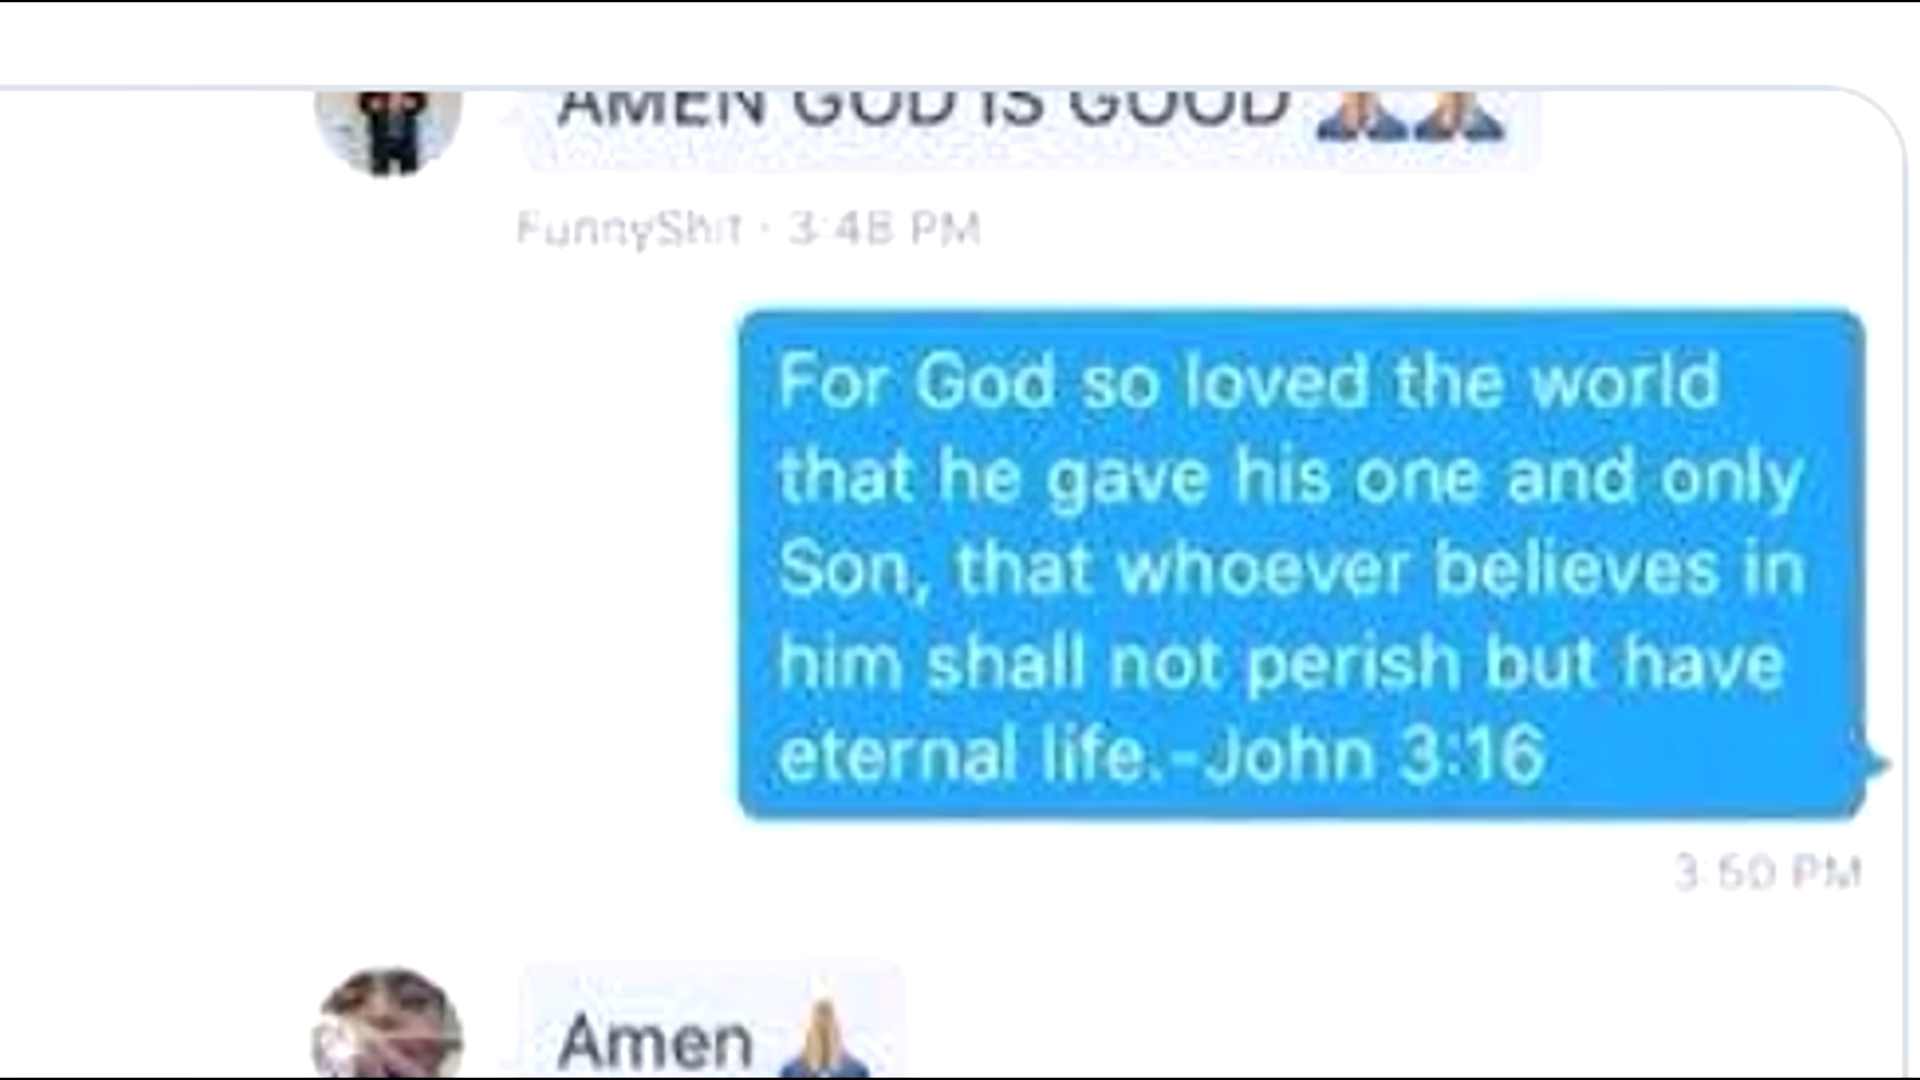 AMEN GOD IS GOOD 🙏🙏
FunnyShit · 3:48 PM
For God so loved the world
that he gave his one and only
Son, that whoever believes in
him shall not perish but have
eternal life.-John 3:16
3:50 PM
Amen 🙏